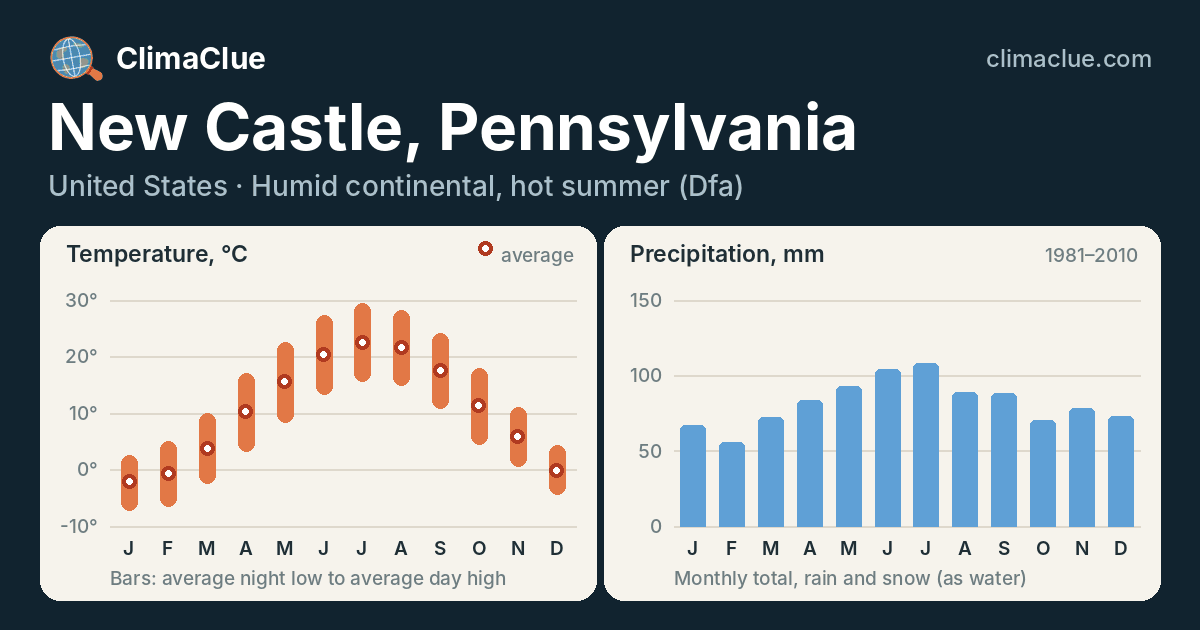 ClimaClue
climaclue.com
New Castle, Pennsylvania
United States · Humid continental, hot summer (Dfa)
Temperature, °C
average
30°
20°
10°
0°
-10°
J F M A M J J A S O N D
Bars: average night low to average day high
Precipitation, mm
1981–2010
150
100
50
0
J F M A M J J A S O N D
Monthly total, rain and snow (as water)